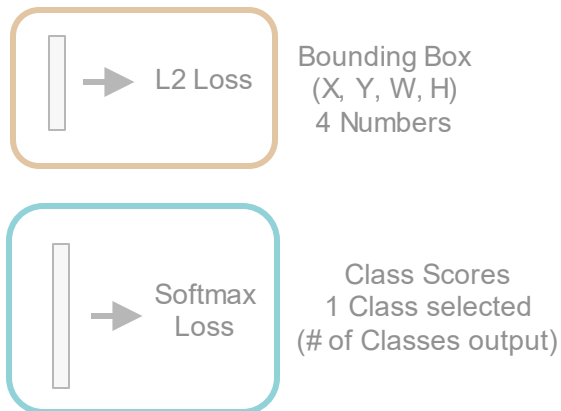 L2 Loss
Bounding Box
(X, Y, W, H)
4 Numbers
Softmax
Loss
Class Scores
1 Class selected
(# of Classes output)